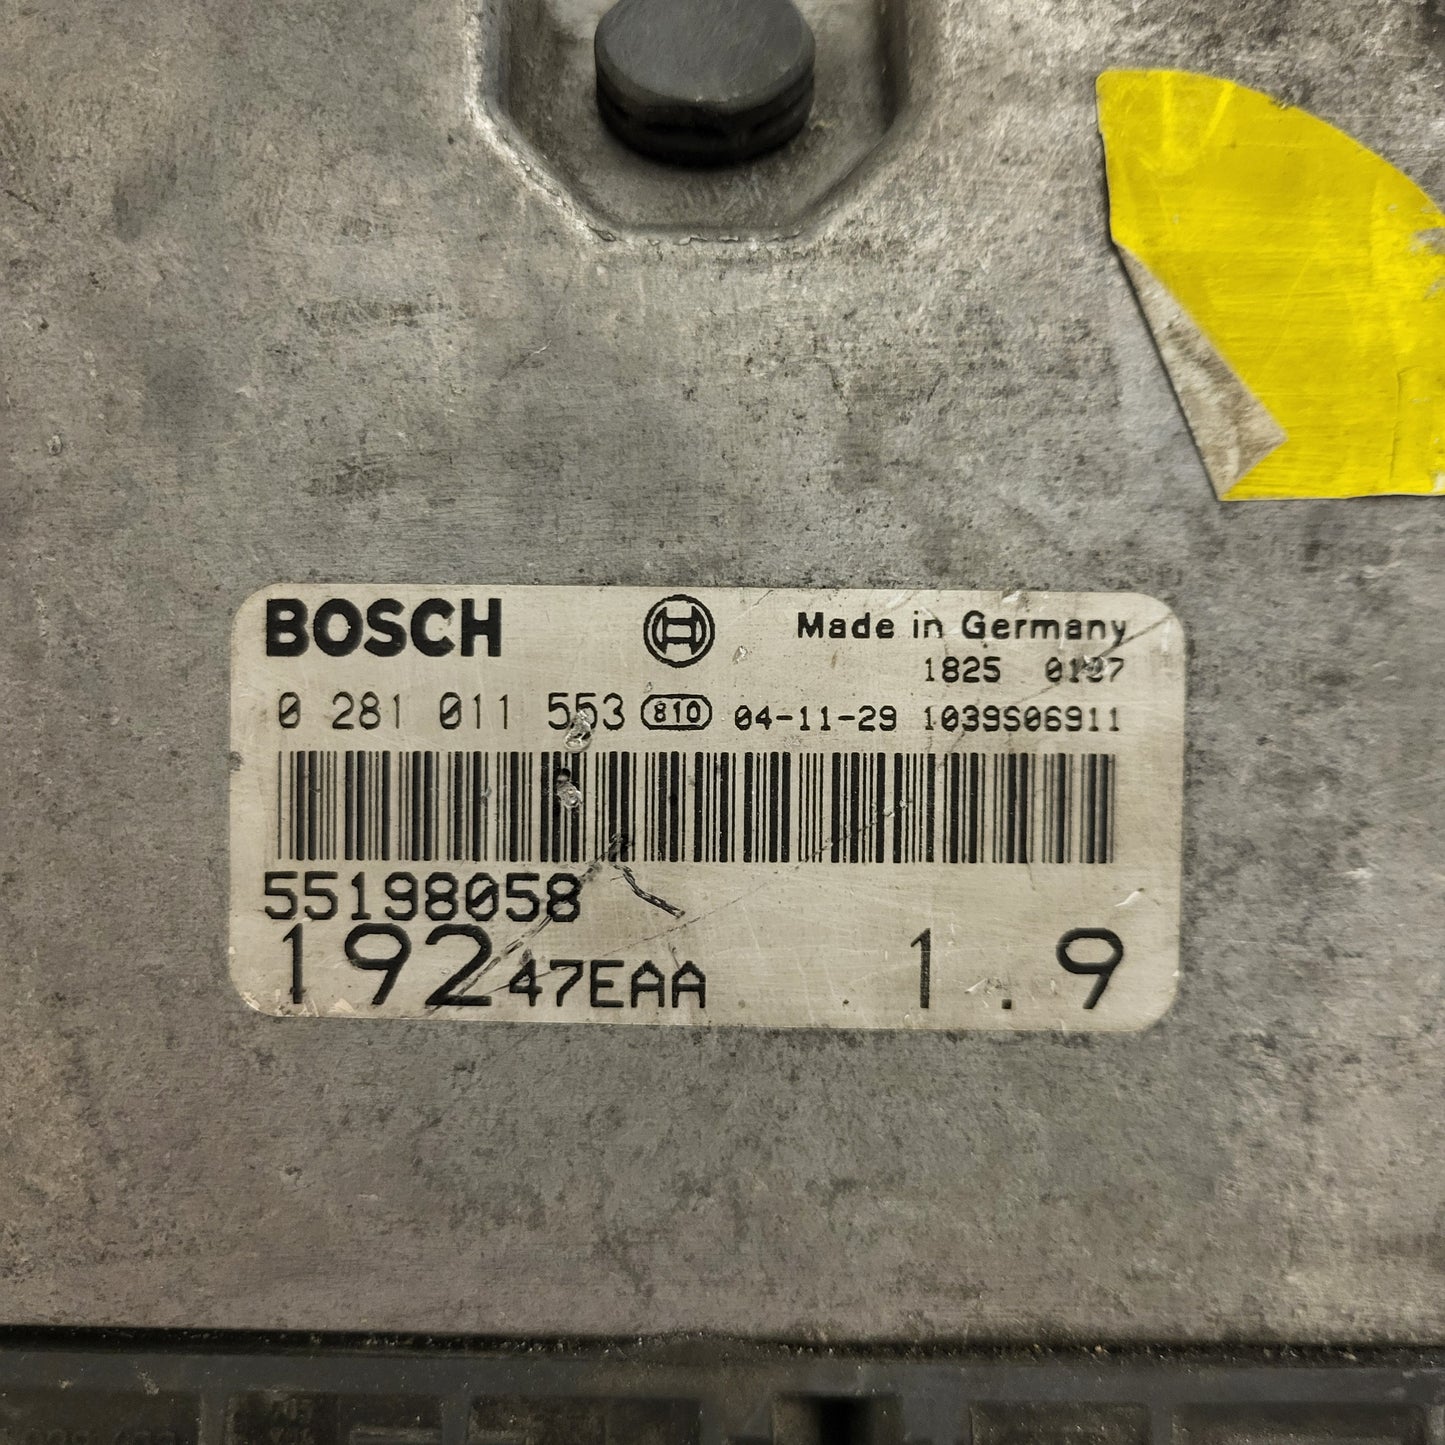 BOSCH Made in Germany
1825
0 281 011 553 810 04-11-29 1039S06911
55198058
192 47EAA 1.9